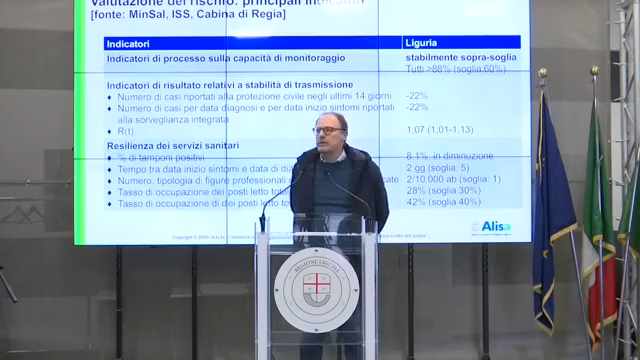 Valutazione del rischio: principali indicatori
[fonte: MinSal, ISS, Cabina di Regia]
Indicatori Liguria
Indicatori di processo sulla capacità di monitoraggio stabilmente sopra-soglia
Tutti >88% (soglia:60%)
Indicatori di risultato relativi a stabilità di trasmissione
Numero di casi riportati alla protezione civile negli ultimi 14 giorni -22%
Numero di casi per data diagnosi e per data inizio sintomi riportati -22%
alla sorveglianza integrata
R(t) 1,07 (1,01-1,13)
Resilienza dei servizi sanitari
% di tamponi positivi 8.1%, in diminuzione
Tempo tra data inizio sintomi e data di 2 gg (soglia: 5)
Numero, tipologia di figure professionali 2/10.000 ab (soglia: 1)
Tasso di occupazione dei posti letto 28% (soglia 30%)
Tasso di occupazione di dei posti letto 42% (soglia 40%)
Alisa
REGIONE LIGURIA